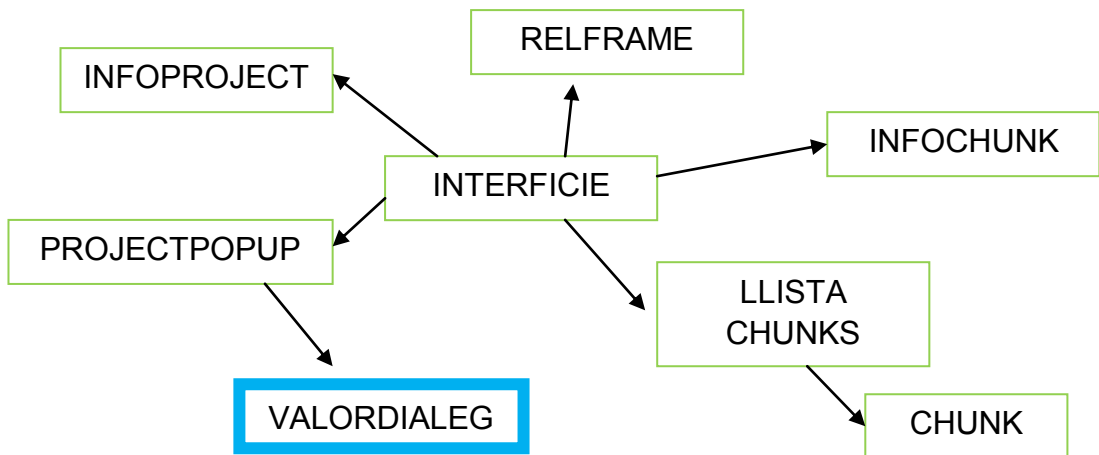 RELFRAME
INFOPROJECT
INFOCHUNK
INTERFICIE
PROJECTPOPUP
LLISTA
CHUNKS
VALORDIALEG
CHUNK